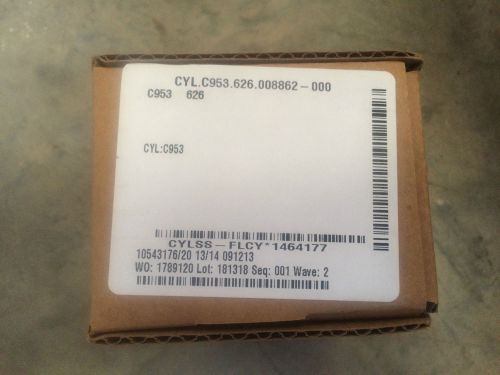 CYL.C953.626.008862-000
C953 626
CYL:C953
CYLSS-FLCY*1464177
10543176/20 13/14 091213
WO: 1789120 Lot: 181318 Seq: 001 Wave: 2